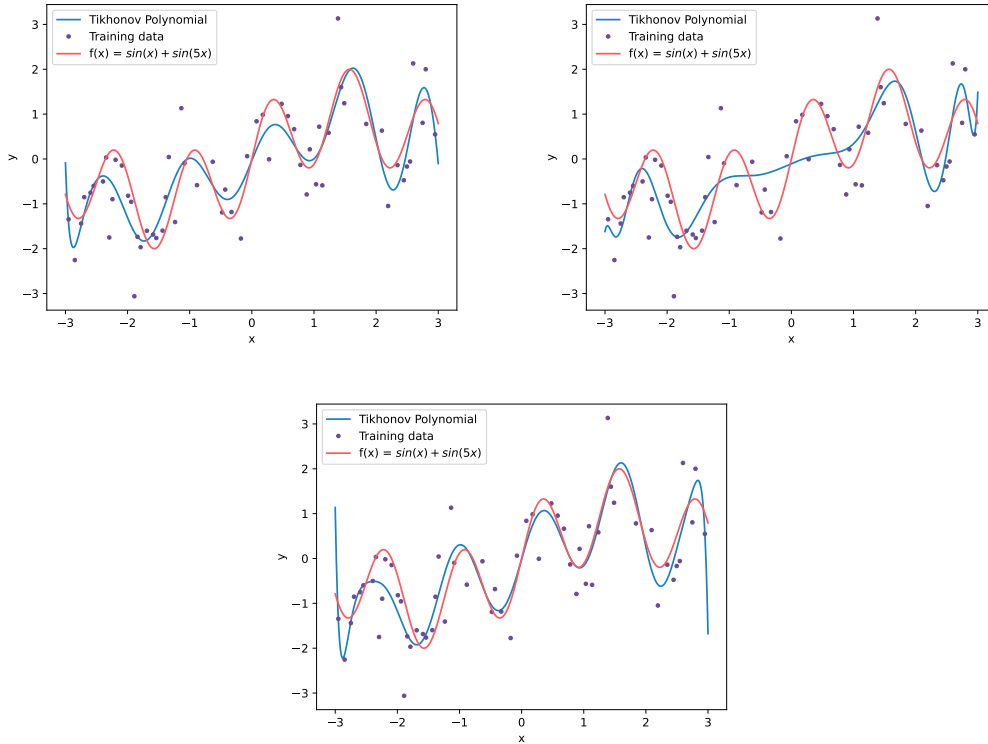 Tikhonov Polynomial
Training data
f(x) = sin(x) + sin(5x)
y
3
2
1
0
−1
−2
−3
−3 −2 −1 0 1 2 3
x
Tikhonov Polynomial
Training data
f(x) = sin(x) + sin(5x)
y
3
2
1
0
−1
−2
−3
−3 −2 −1 0 1 2 3
x
Tikhonov Polynomial
Training data
f(x) = sin(x) + sin(5x)
y
3
2
1
0
−1
−2
−3
−3 −2 −1 0 1 2 3
x